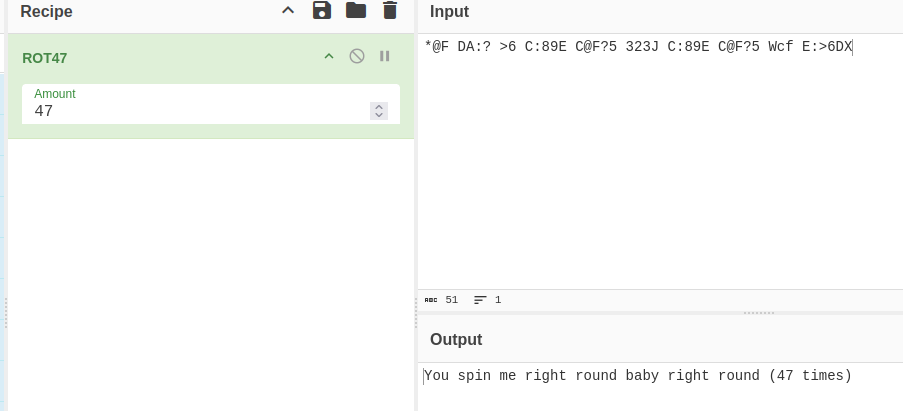 Recipe
ROT47
Amount
47
Input
*@F DA:? >6 C:89E C@F?5 323J C:89E C@F?5 Wcf E:>6DX
ABC 51 1
Output
You spin me right round baby right round (47 times)